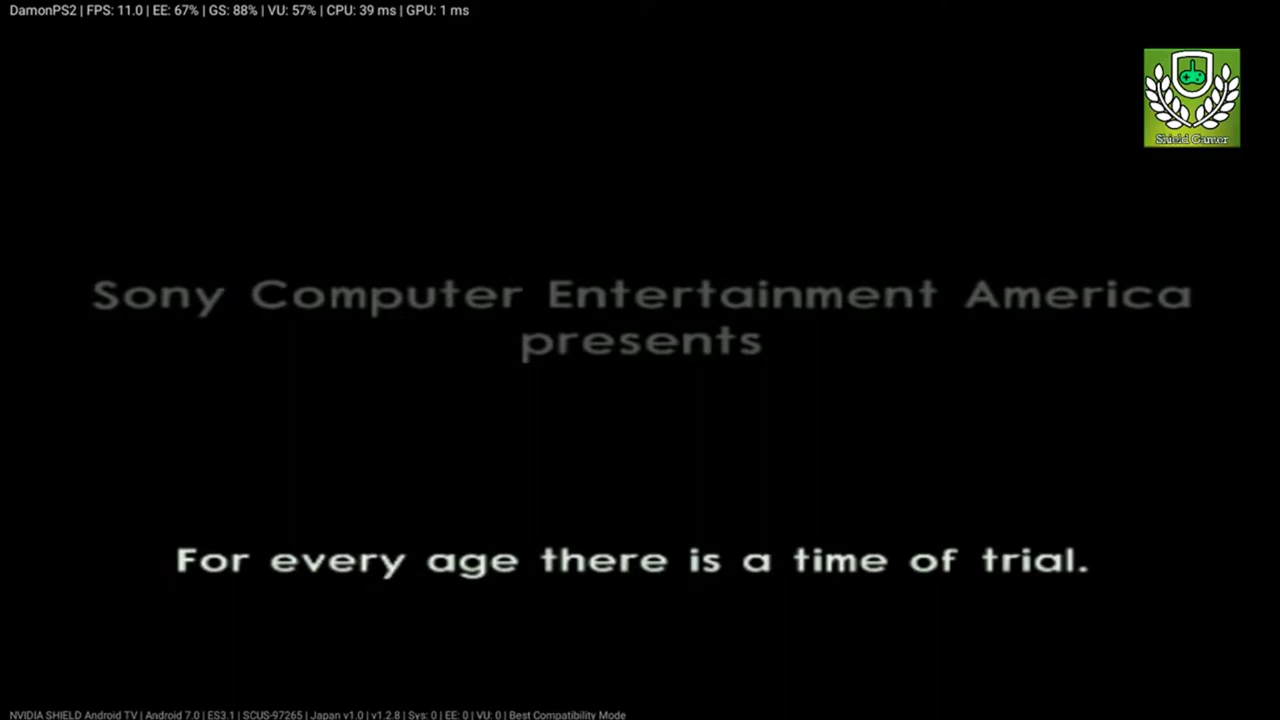 DamonPS2 | FPS: 11.0 | EE: 67% | GS: 88% | VU: 57% | CPU: 39 ms | GPU: 1 ms
Shield Gamer
Sony Computer Entertainment America
presents
For every age there is a time of trial.
NVIDIA SHIELD Android TV | Android 7.0 | ES3.1 | SCUS-97265 | Japan v1.0 | v1.2.8 | Sys: 0 | EE: 0 | VU: 0 | Best Compatibility Mode